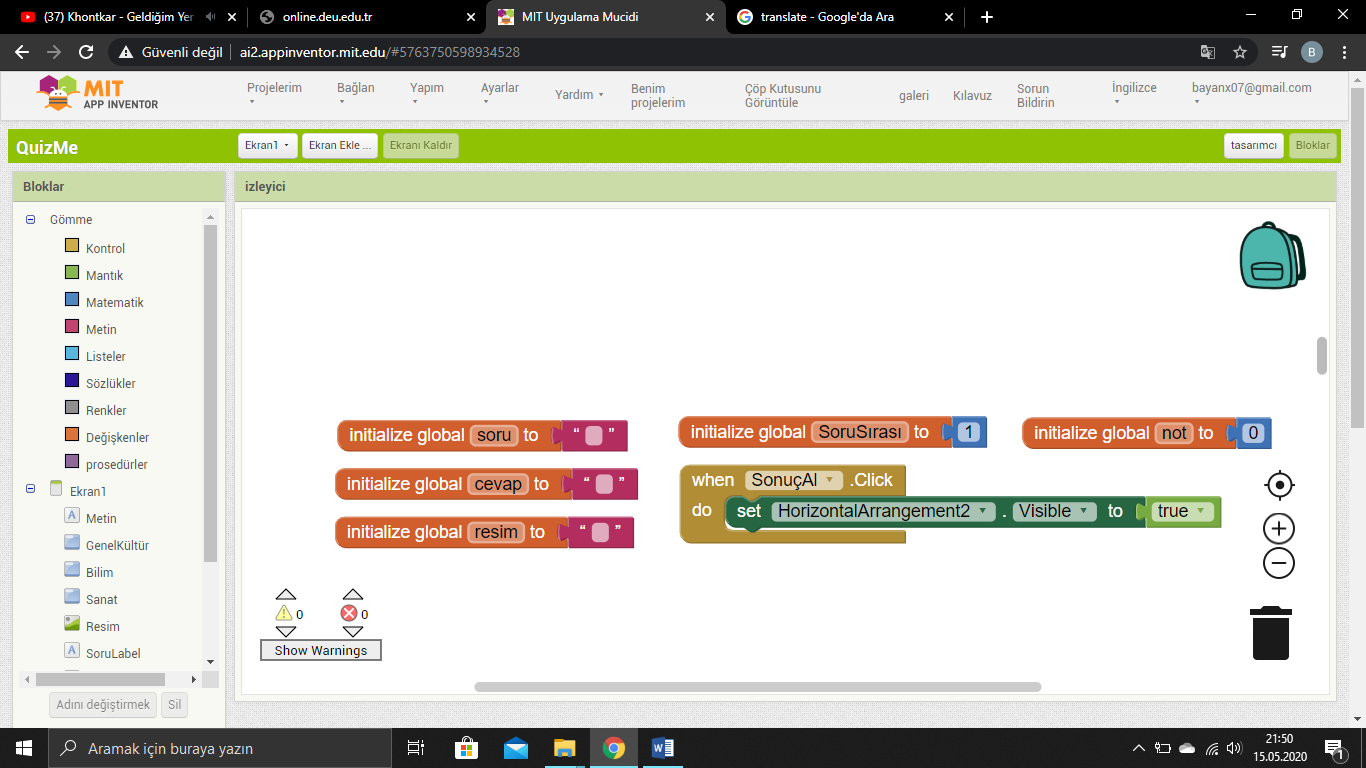 (37) Khontkar - Geldiğim Yer
online.deu.edu.tr
MIT Uygulama Mucidi
translate - Google'da Ara
Güvenli değil
ai2.appinventor.mit.edu/#5763750598934528
B
MIT
APP INVENTOR
Projelerim
Bağlan
Yapım
Ayarlar
Yardım
Benim
projelerim
Çöp Kutusunu
Görüntüle
galeri
Kılavuz
Sorun
Bildirin
İngilizce
bayanx07@gmail.com
QuizMe
Ekran1
Ekran Ekle ...
Ekranı Kaldır
tasarımcı
Bloklar
Bloklar
izleyici
Gömme
Kontrol
Mantık
Matematik
Metin
Listeler
Sözlükler
Renkler
Değişkenler
prosedürler
Ekran1
Metin
GenelKültür
Bilim
Sanat
Resim
SoruLabel
Adını değiştirmek
Sil
initialize global soru to “ ”
initialize global cevap to “ ”
initialize global resim to “ ”
initialize global SoruSırası to 1
initialize global not to 0
when SonuçAl .Click
do set HorizontalArrangement2 . Visible to true
0
0
Show Warnings
Aramak için buraya yazın
21:50
15.05.2020
1